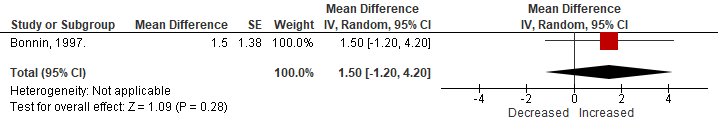 Mean Difference Mean Difference
Study or Subgroup Mean Difference SE Weight IV, Random, 95% CI IV, Random, 95% CI
Bonnin, 1997. 1.5 1.38 100.0% 1.50 [-1.20, 4.20]
Total (95% CI) 100.0% 1.50 [-1.20, 4.20]
Heterogeneity: Not applicable
Test for overall effect: Z = 1.09 (P = 0.28)
-4 -2 0 2 4
Decreased Increased